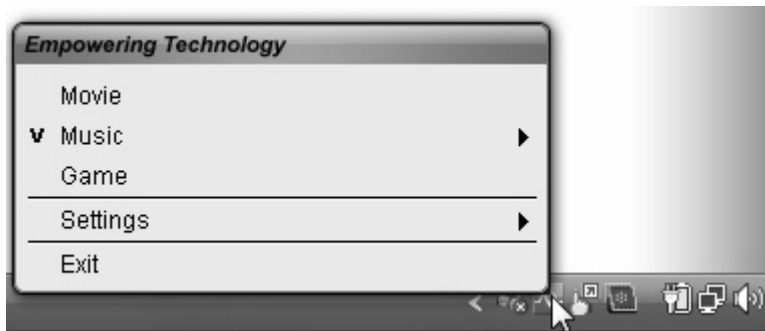 Empowering Technology
Movie
v Music
Game
Settings
Exit